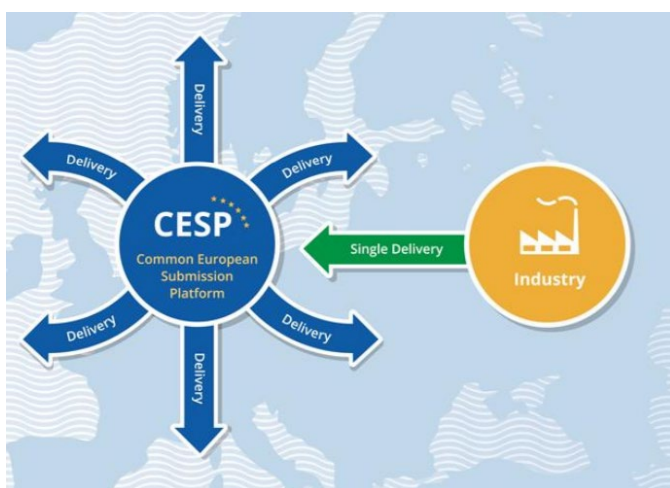 Delivery
Delivery
Delivery
CESP
Common European
Submission
Platform
Single Delivery
Industry
Delivery
Delivery
Delivery